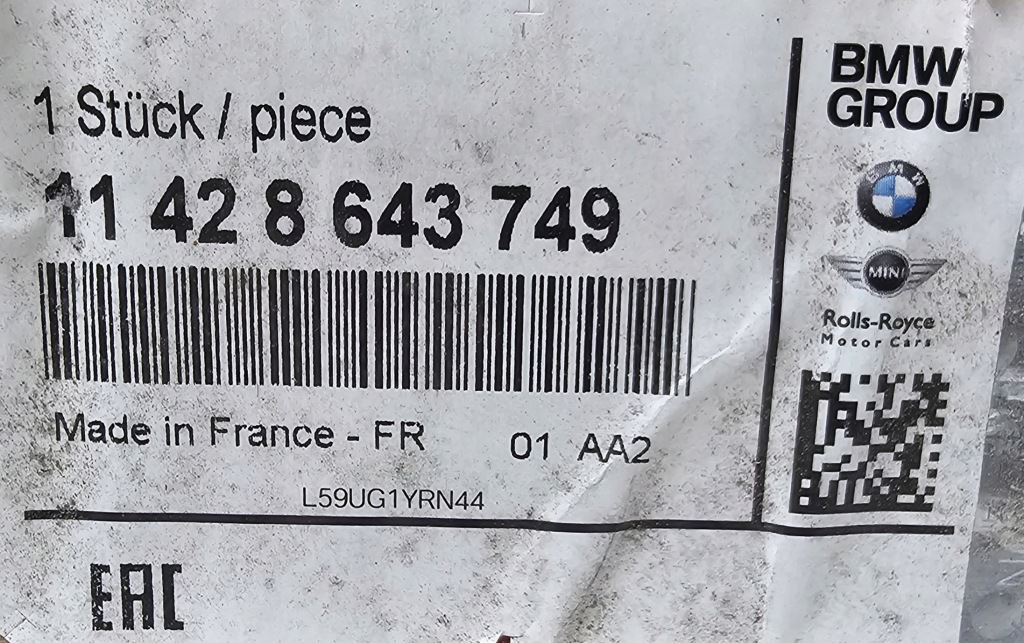 1 Stück / piece
11 42 8 643 749
Made in France - FR
01 AA2
L59UG1YRN44
EAC
BMW
GROUP
BMW
MINI
Rolls-Royce
Motor Cars